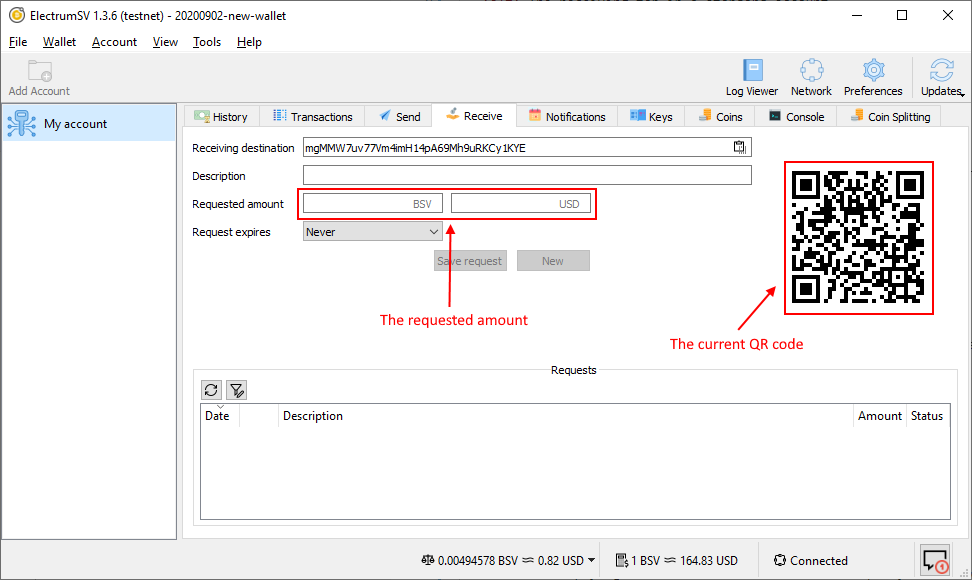 ElectrumSV 1.3.6 (testnet) - 20200902-new-wallet
File Wallet Account View Tools Help
Add Account Log Viewer Network Preferences Updates
My account
History Transactions Send Receive Notifications Keys Coins Console Coin Splitting
Receiving destination mgMMW7uv77Vm4imH14pA69Mh9uRKCy1KYE
Description
Requested amount BSV USD
Request expires Never
Save request New
The requested amount
The current QR code
Requests
Date Description Amount Status
0.00494578 BSV ≈ 0.82 USD 1 BSV ≈ 164.83 USD Connected 1